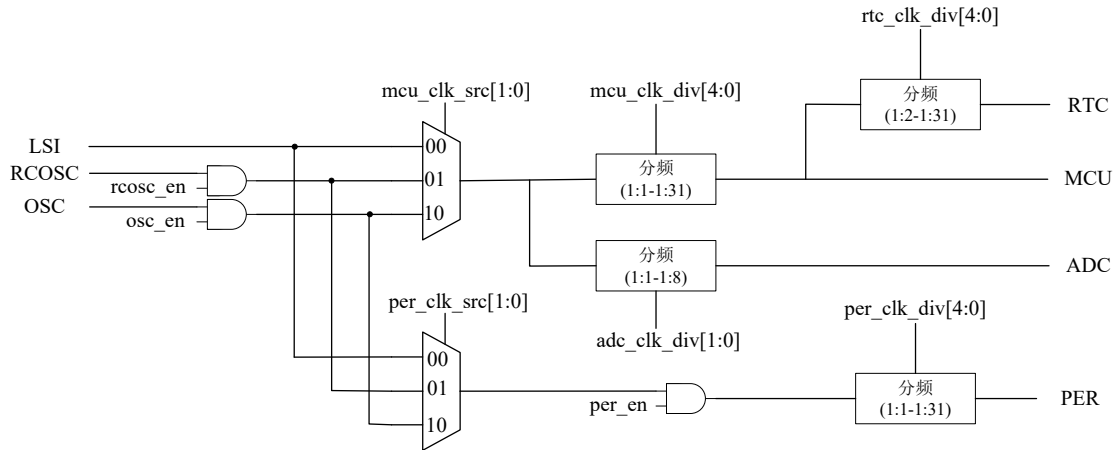 rtc_clk_div[4:0]
mcu_clk_src[1:0]
mcu_clk_div[4:0]
分频
(1:2-1:31)
RTC
LSI
00
RCOSC
rcosc_en
01
分频
(1:1-1:31)
MCU
OSC
osc_en
10
分频
(1:1-1:8)
ADC
per_clk_src[1:0]
adc_clk_div[1:0]
per_clk_div[4:0]
00
01
per_en
分频
(1:1-1:31)
PER
10